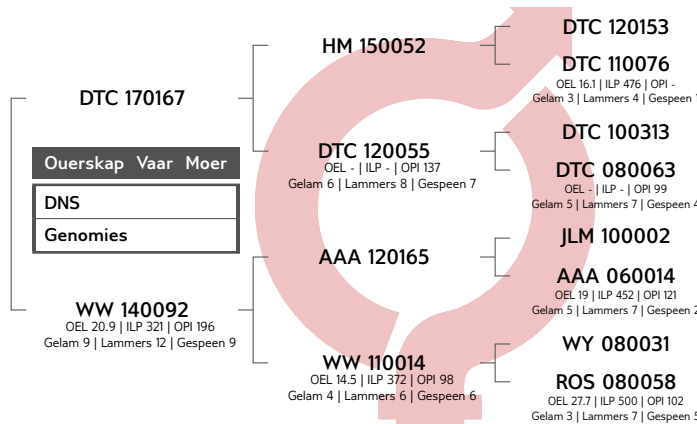 DTC 170167
Ouerskap Vaar Moer
DNS
Genomies
WW 140092
OEL 20.9 | ILP 321 | OPI 196
Gelam 9 | Lammers 12 | Gespeen 9
HM 150052
DTC 120055
OEL - | ILP - | OPI 137
Gelam 6 | Lammers 8 | Gespeen 7
AAA 120165
WW 110014
OEL 14.5 | ILP 372 | OPI 98
Gelam 4 | Lammers 6 | Gespeen 6
DTC 120153
DTC 110076
OEL 16.1 | ILP 476 | OPI -
Gelam 3 | Lammers 4 | Gespeen
DTC 100313
DTC 080063
OEL - | ILP - | OPI 99
Gelam 5 | Lammers 7 | Gespeen 4
JLM 100002
AAA 060014
OEL 19 | ILP 452 | OPI 121
Gelam 5 | Lammers 7 | Gespeen 2
WY 080031
ROS 080058
OEL 27.7 | ILP 500 | OPI 102
Gelam 3 | Lammers 7 | Gespeen 5